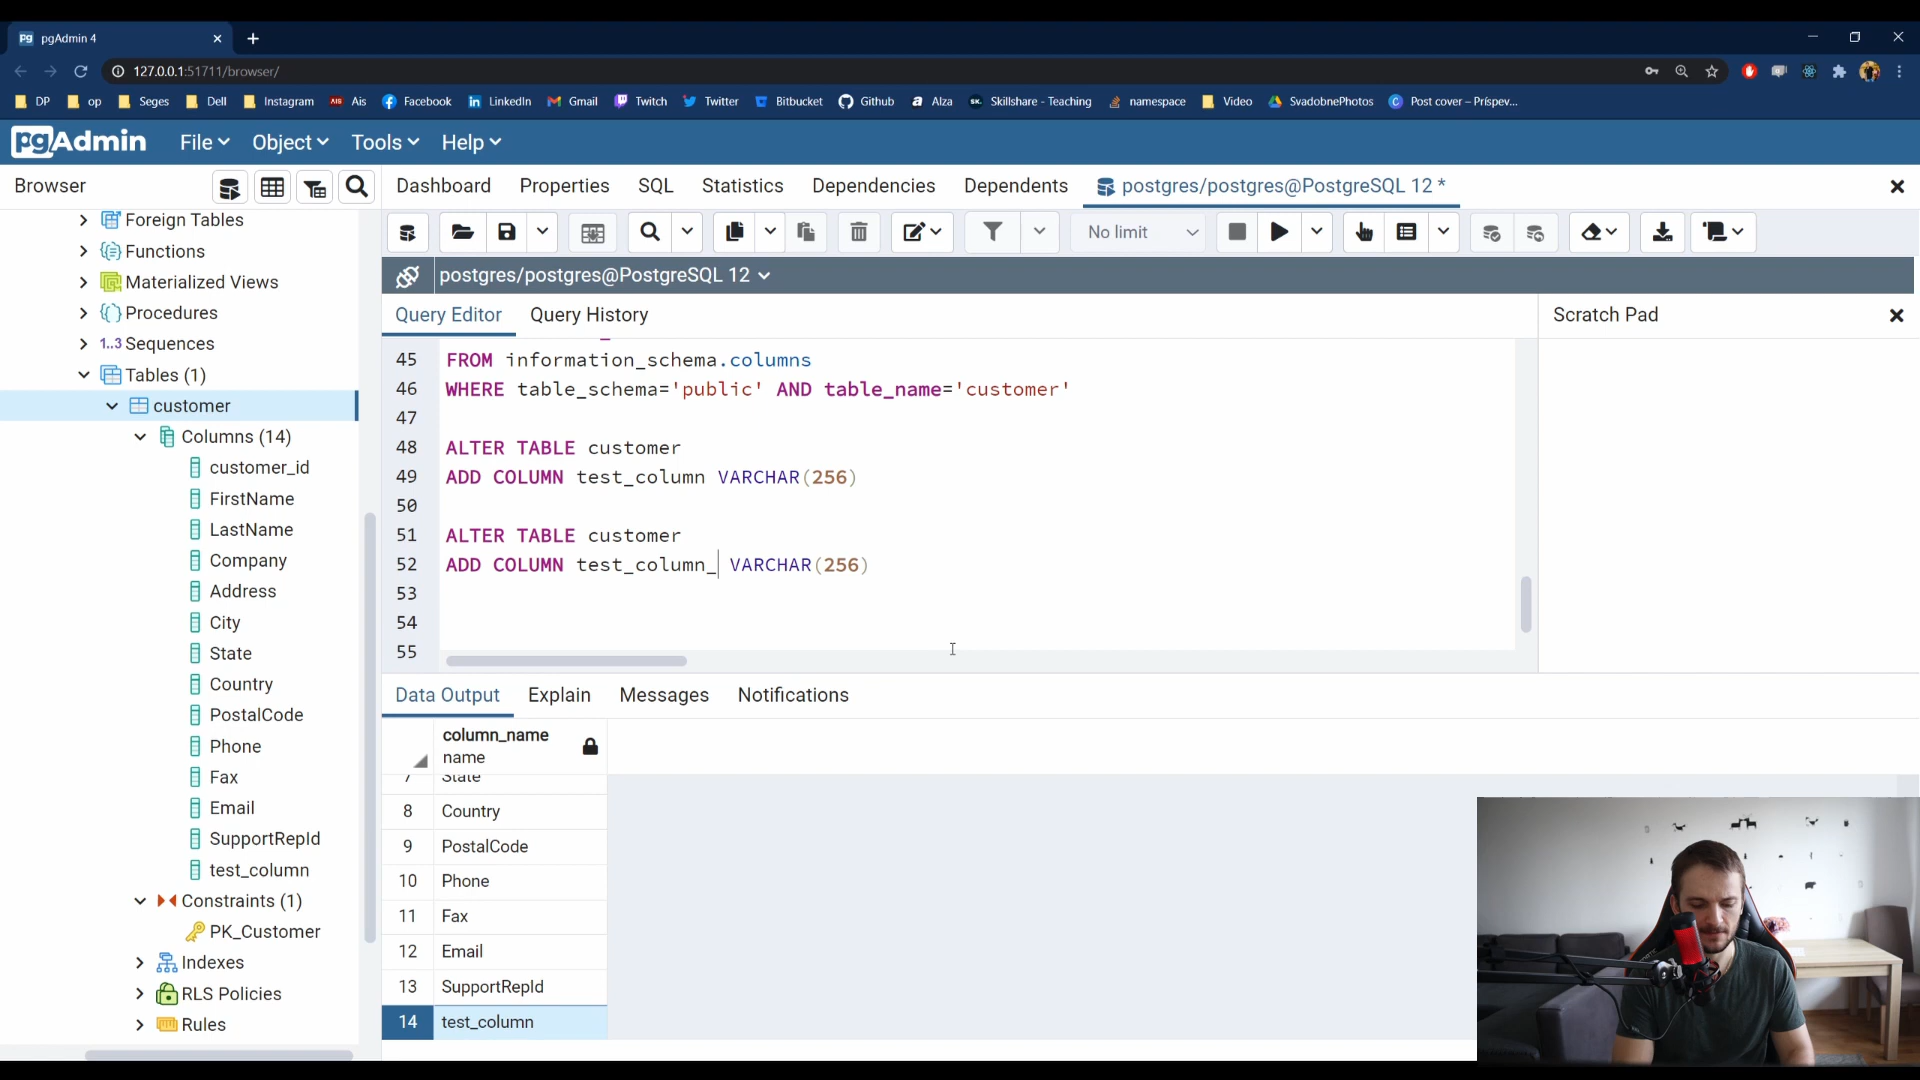 pgAdmin 4
127.0.0.1:51711/browser/
DP op Seges Dell Instagram Ais Facebook LinkedIn Gmail Twitch Twitter Bitbucket Github Alza Skillshare - Teaching namespace Video SvadobnePhotos Post cover – Príspev...
pgAdmin File Object Tools Help
Browser
Dashboard Properties SQL Statistics Dependencies Dependents postgres/postgres@PostgreSQL 12 *
No limit
postgres/postgres@PostgreSQL 12
Query Editor Query History
Scratch Pad
Foreign Tables
Functions
Materialized Views
Procedures
1..3 Sequences
Tables (1)
customer
Columns (14)
customer_id
FirstName
LastName
Company
Address
City
State
Country
PostalCode
Phone
Fax
Email
SupportRepId
test_column
Constraints (1)
PK_Customer
Indexes
RLS Policies
Rules
45 FROM information_schema.columns
46 WHERE table_schema='public' AND table_name='customer'
47
48 ALTER TABLE customer
49 ADD COLUMN test_column VARCHAR(256)
50
51 ALTER TABLE customer
52 ADD COLUMN test_column_ VARCHAR(256)
53
54
55
Data Output Explain Messages Notifications
column_name
name
7 State
8 Country
9 PostalCode
10 Phone
11 Fax
12 Email
13 SupportRepId
14 test_column